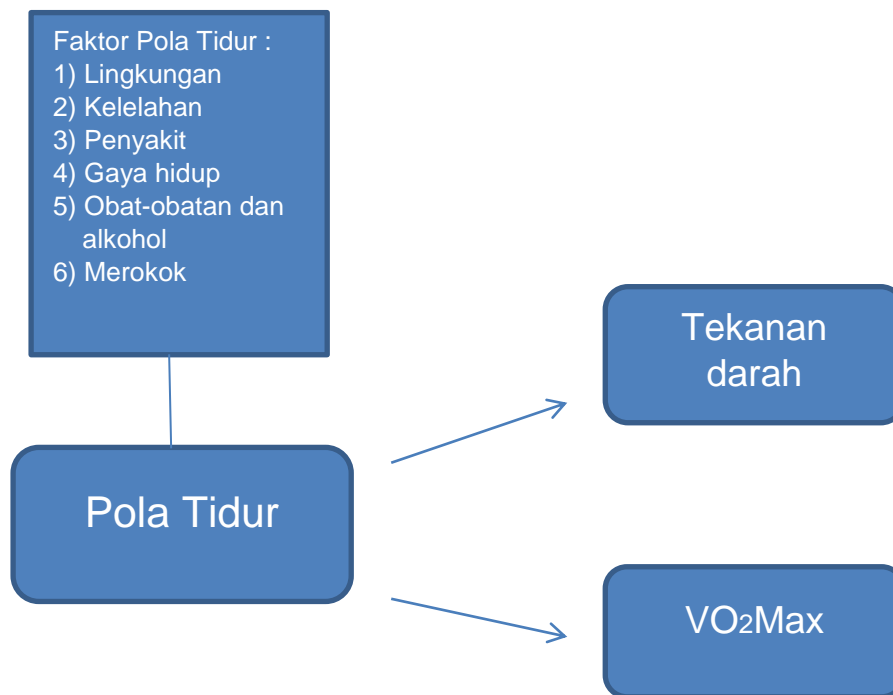 Faktor Pola Tidur :
1) Lingkungan
2) Kelelahan
3) Penyakit
4) Gaya hidup
5) Obat-obatan dan
alkohol
6) Merokok
Tekanan
darah
Pola Tidur
VO₂Max